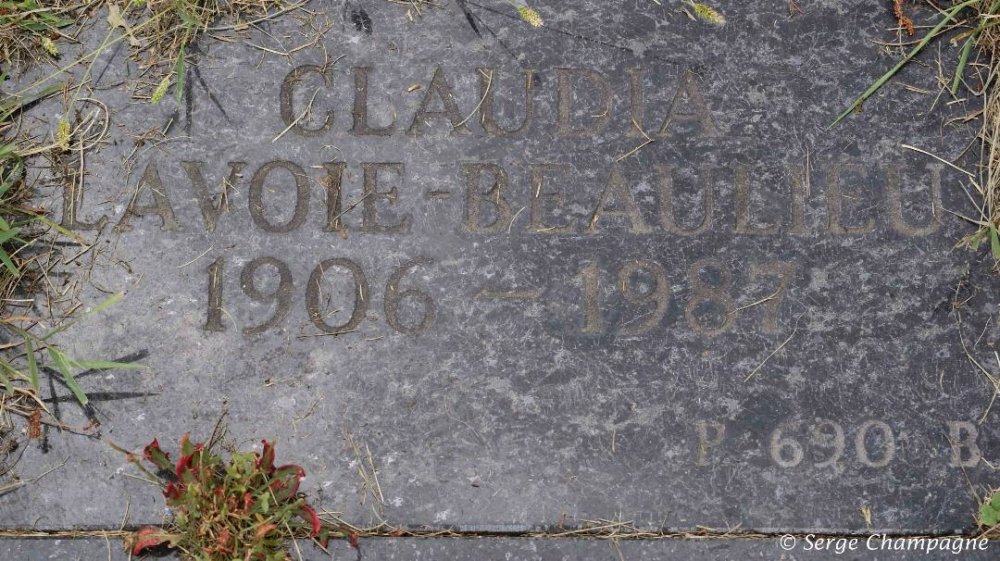 CLAUDIA
LAVOIE-BEAULIEU
1906 — 1987
P 690 B
© Serge Champagne